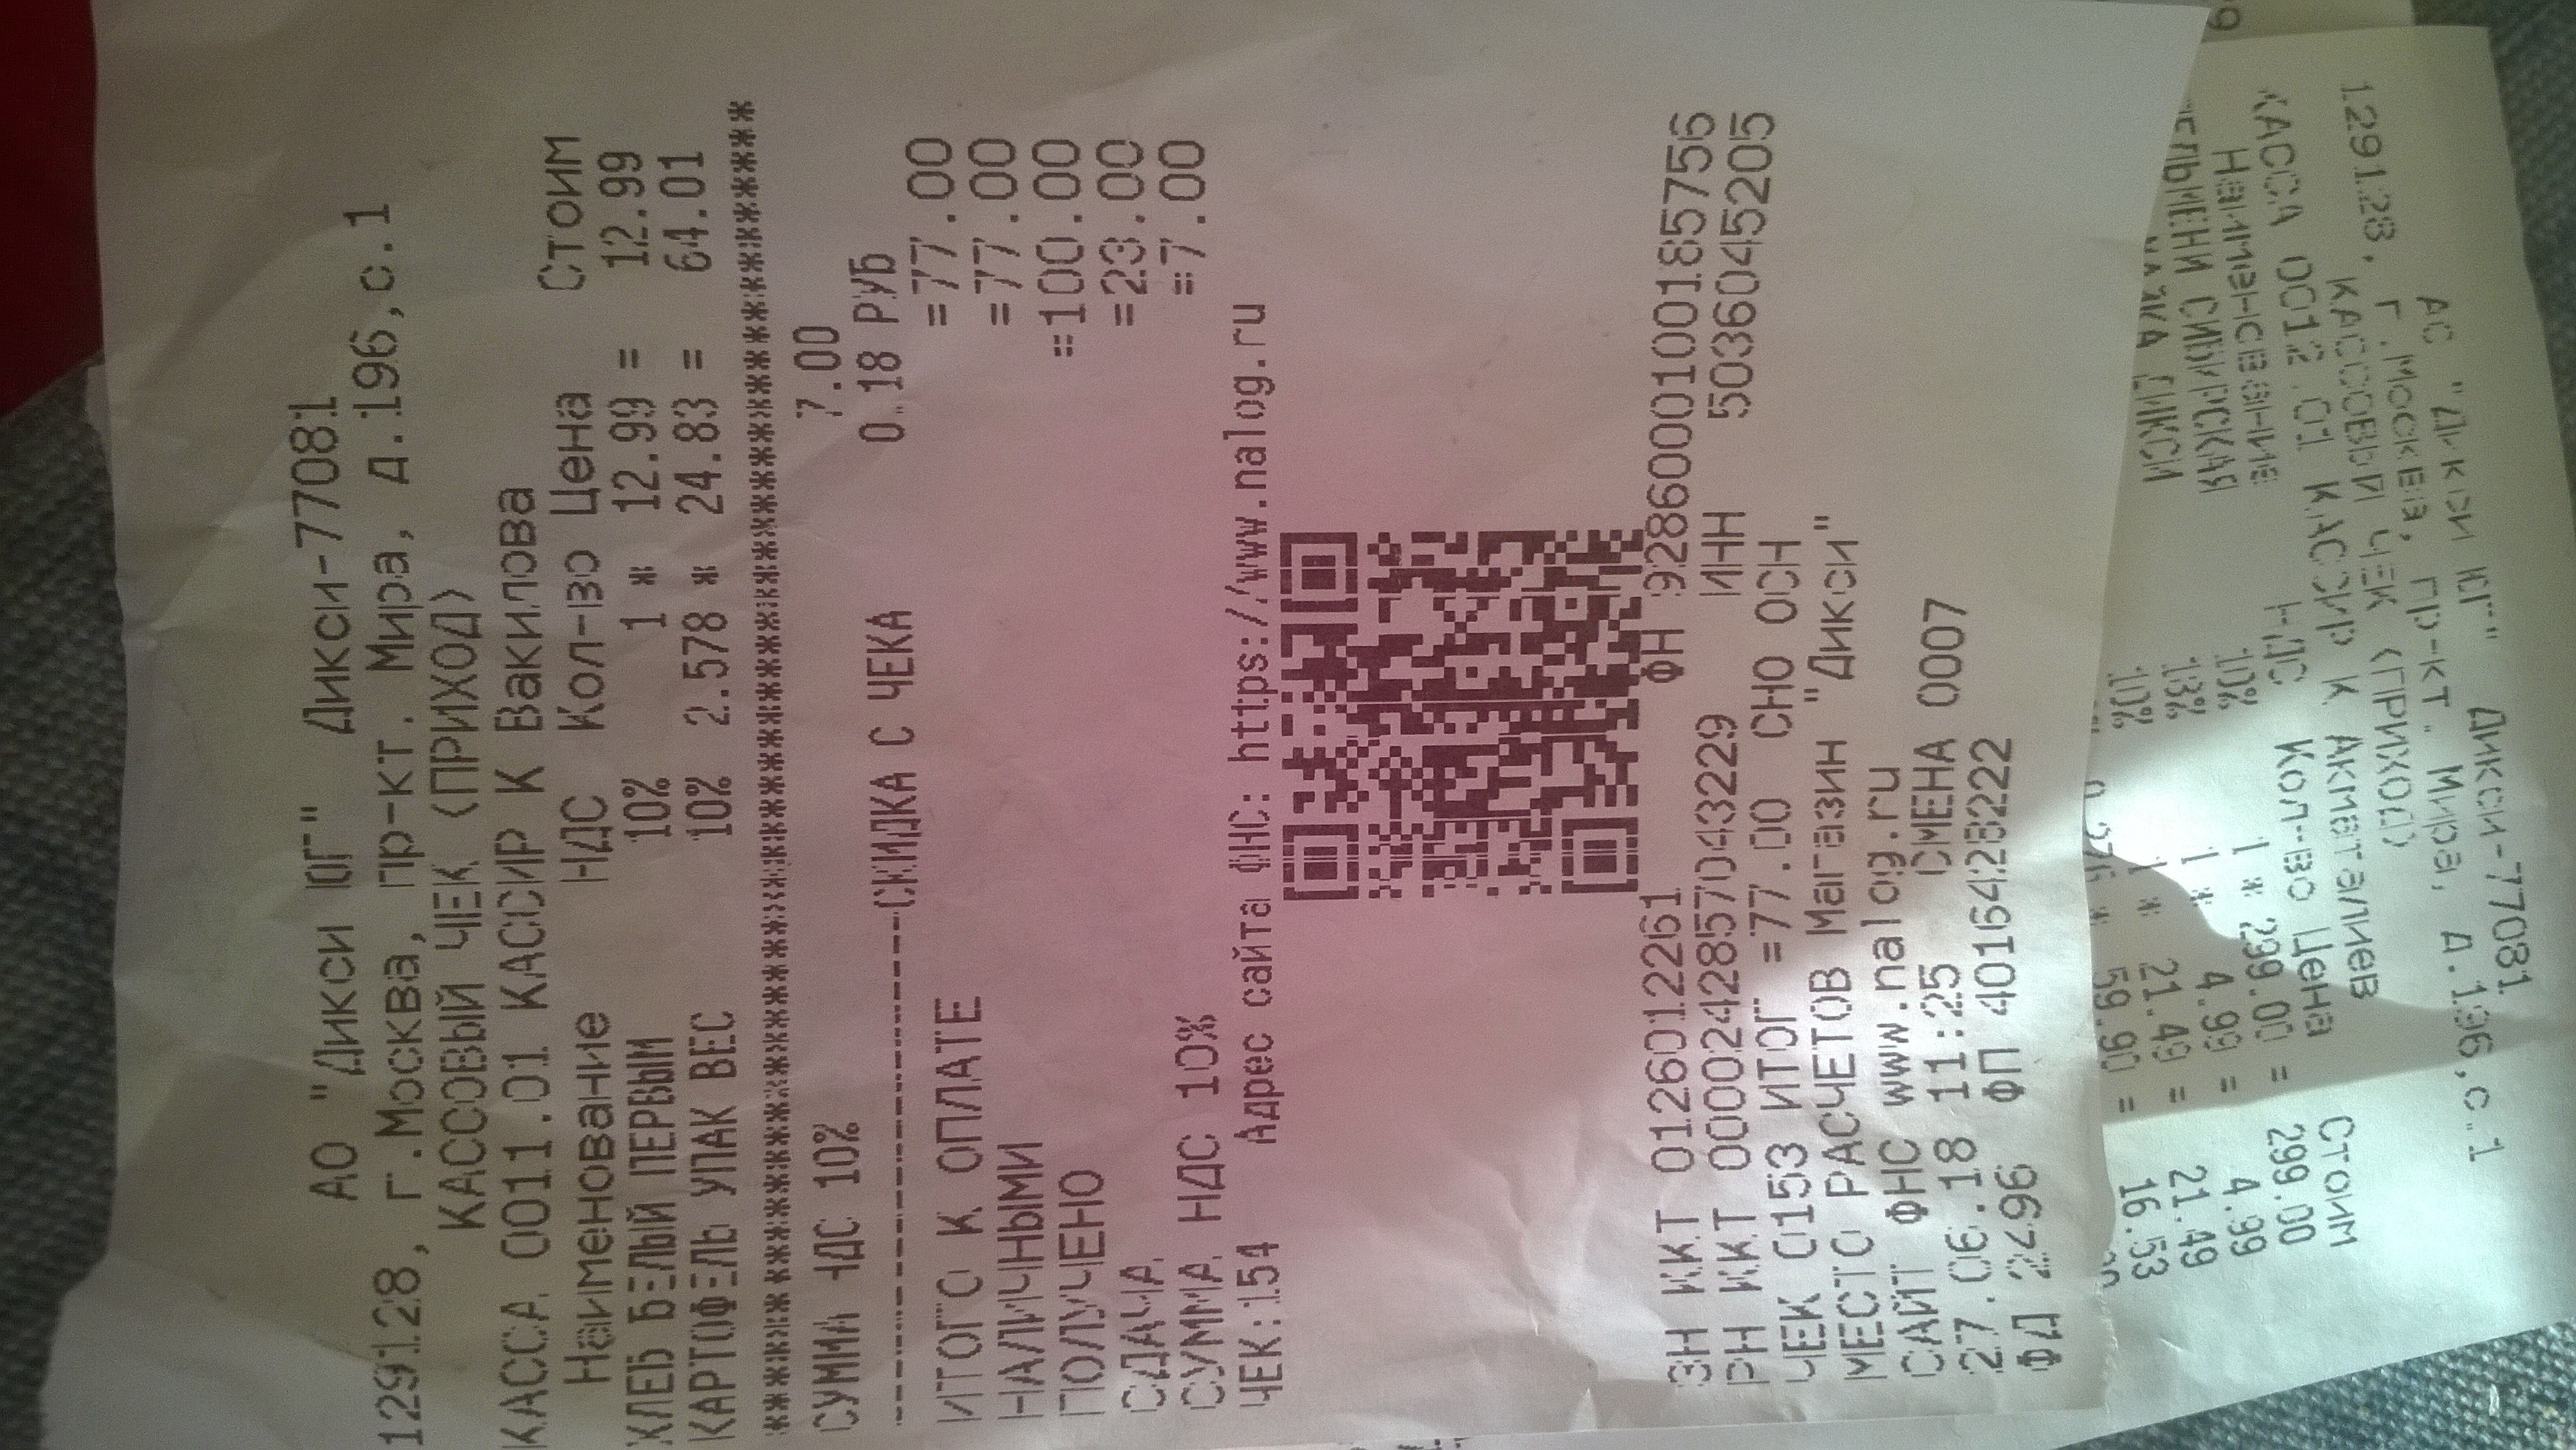 АО "Дикси ЮГ" Дикси-77081
129128, г.Москва, пр-кт. Мира, д.196,с.1
КАССОВЫЙ ЧЕК (ПРИХОД)
КАССА 0011.01 КАССИР К Вакилова
Наименование НДС Кол-во Цена Стоим
ХЛЕБ БЕЛЫЙ ПЕРВЫМ 10% 1 * 12.99 = 12.99
КАРТОФЕЛЬ УПАК ВЕС 10% 2.578 * 24.83 = 64.01
СУММА НДС 10% 7.00
СКИДКА С ЧЕКА 0.18 РУБ
ИТОГ К ОПЛАТЕ =77.00
НАЛИЧНЫМИ =77.00
ПОЛУЧЕНО =100.00
СДАЧА =23.00
СУММА НДС 10% =7.00
ЧЕК:154 Адрес сайта ФНС: https://www.nalog.ru
ЗН ККТ 0126012261 ФН 9286000100185756
РН ККТ 0000242857043229 ИНН 5036045205
ЧЕК 0153 ИТОГ =77.00 СНО ОСН
МЕСТО РАСЧЕТОВ Магазин "Дикси"
САЙТ ФНС www.nalog.ru
27.06.18 11:25 СМЕНА 0007
ФД 2296 ФП 4016428222
АО "Дикси ЮГ" Дикси-77081
129128, г.Москва, пр-кт. Мира, д.196,с.1
КАССОВЫЙ ЧЕК (ПРИХОД)
КАССА 0012.01 КАССИР К Акматалиев
Наименование НДС Кол-во Цена Стоим
10% 1 * 299.00 = 299.00
СИБИРСКАЯ 18% 1 * 4.99 = 4.99
ДИКСИ 10% 1 * 21.49 = 21.49
59.90 = 16.53